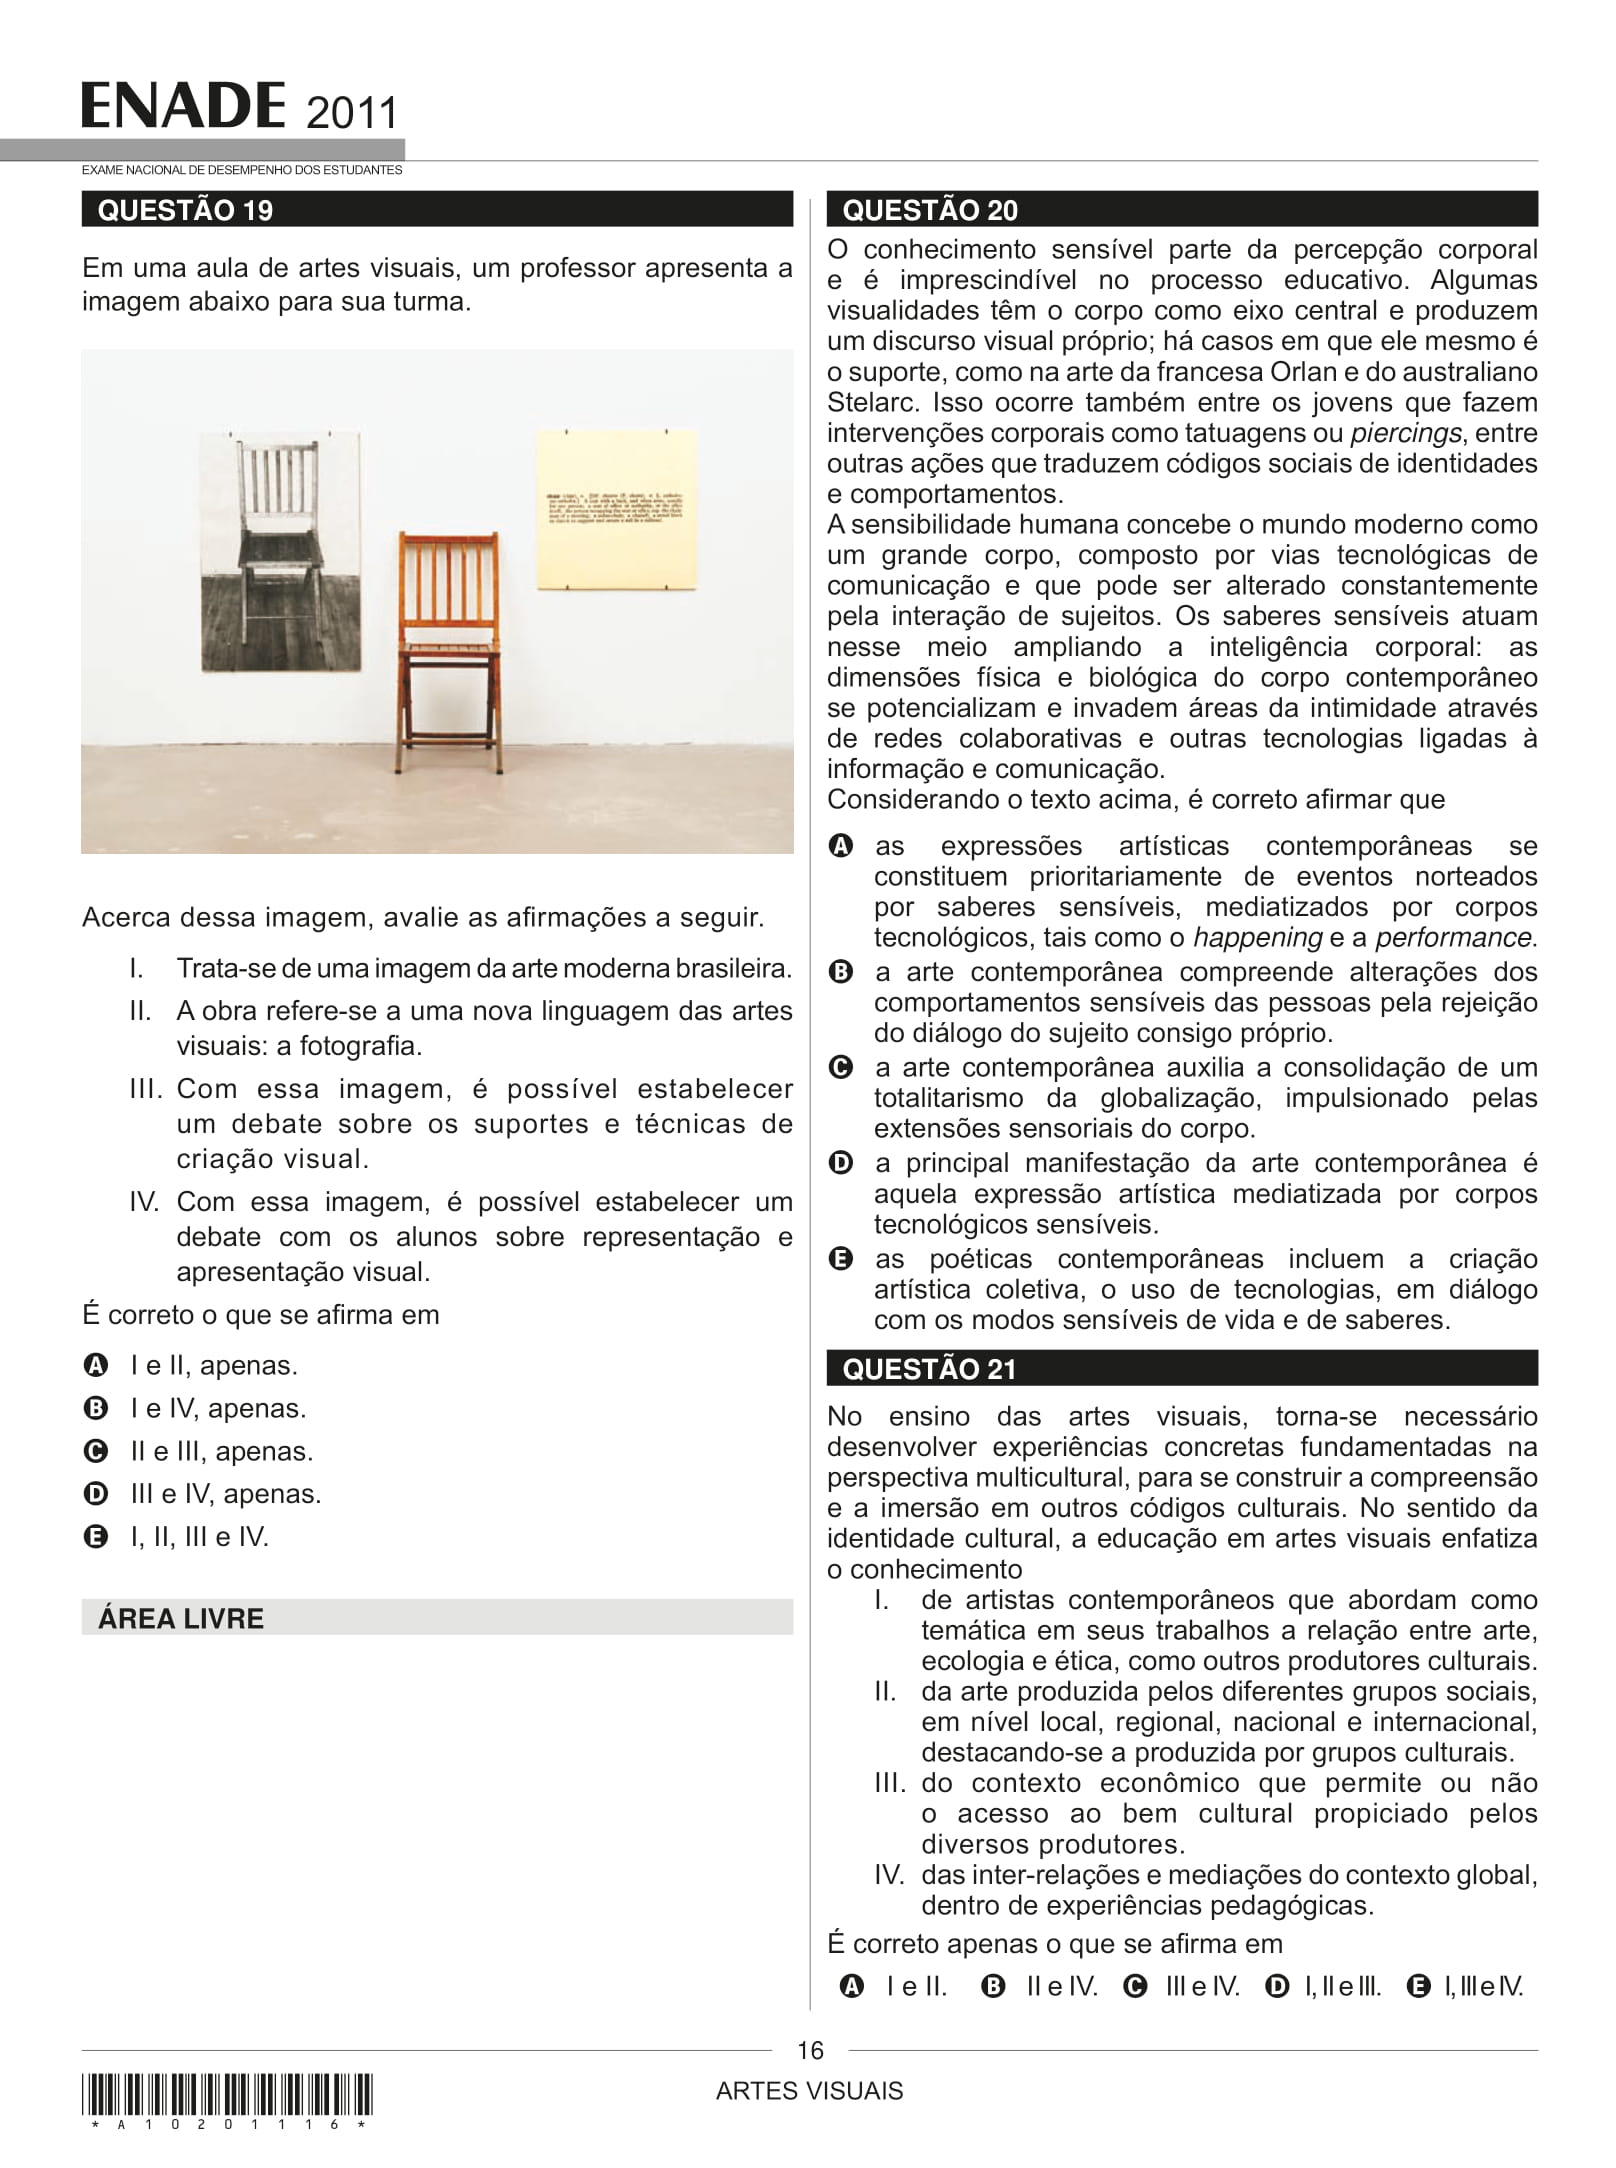 ENADE 2011
EXAME NACIONAL DE DESEMPENHO DOS ESTUDANTES
QUESTÃO 19
Em uma aula de artes visuais, um professor apresenta a
imagem abaixo para sua turma.
Acerca dessa imagem, avalie as afirmações a seguir.
I. Trata-se de uma imagem da arte moderna brasileira.
II. A obra refere-se a uma nova linguagem das artes
visuais: a fotografia.
III. Com essa imagem, é possível estabelecer
um debate sobre os suportes e técnicas de
criação visual.
IV. Com essa imagem, é possível estabelecer um
debate com os alunos sobre representação e
apresentação visual.
É correto o que se afirma em
A I e II, apenas.
B I e IV, apenas.
C II e III, apenas.
D III e IV, apenas.
E I, II, III e IV.
ÁREA LIVRE
QUESTÃO 20
O conhecimento sensível parte da percepção corporal
e é imprescindível no processo educativo. Algumas
visualidades têm o corpo como eixo central e produzem
um discurso visual próprio; há casos em que ele mesmo é
o suporte, como na arte da francesa Orlan e do australiano
Stelarc. Isso ocorre também entre os jovens que fazem
intervenções corporais como tatuagens ou piercings, entre
outras ações que traduzem códigos sociais de identidades
e comportamentos.
A sensibilidade humana concebe o mundo moderno como
um grande corpo, composto por vias tecnológicas de
comunicação e que pode ser alterado constantemente
pela interação de sujeitos. Os saberes sensíveis atuam
nesse meio ampliando a inteligência corporal: as
dimensões física e biológica do corpo contemporâneo
se potencializam e invadem áreas da intimidade através
de redes colaborativas e outras tecnologias ligadas à
informação e comunicação.
Considerando o texto acima, é correto afirmar que
A as expressões artísticas contemporâneas se
constituem prioritariamente de eventos norteados
por saberes sensíveis, mediatizados por corpos
tecnológicos, tais como o happening e a performance.
B a arte contemporânea compreende alterações dos
comportamentos sensíveis das pessoas pela rejeição
do diálogo do sujeito consigo próprio.
C a arte contemporânea auxilia a consolidação de um
totalitarismo da globalização, impulsionado pelas
extensões sensoriais do corpo.
D a principal manifestação da arte contemporânea é
aquela expressão artística mediatizada por corpos
tecnológicos sensíveis.
E as poéticas contemporâneas incluem a criação
artística coletiva, o uso de tecnologias, em diálogo
com os modos sensíveis de vida e de saberes.
QUESTÃO 21
No ensino das artes visuais, torna-se necessário
desenvolver experiências concretas fundamentadas na
perspectiva multicultural, para se construir a compreensão
e a imersão em outros códigos culturais. No sentido da
identidade cultural, a educação em artes visuais enfatiza
o conhecimento
I. de artistas contemporâneos que abordam como
temática em seus trabalhos a relação entre arte,
ecologia e ética, como outros produtores culturais.
II. da arte produzida pelos diferentes grupos sociais,
em nível local, regional, nacional e internacional,
destacando-se a produzida por grupos culturais.
III. do contexto econômico que permite ou não
o acesso ao bem cultural propiciado pelos
diversos produtores.
IV. das inter-relações e mediações do contexto global,
dentro de experiências pedagógicas.
É correto apenas o que se afirma em
A I e II. B II e IV. C III e IV. D I, II e III. E I, III e IV.
16
ARTES VISUAIS
*A10201116*